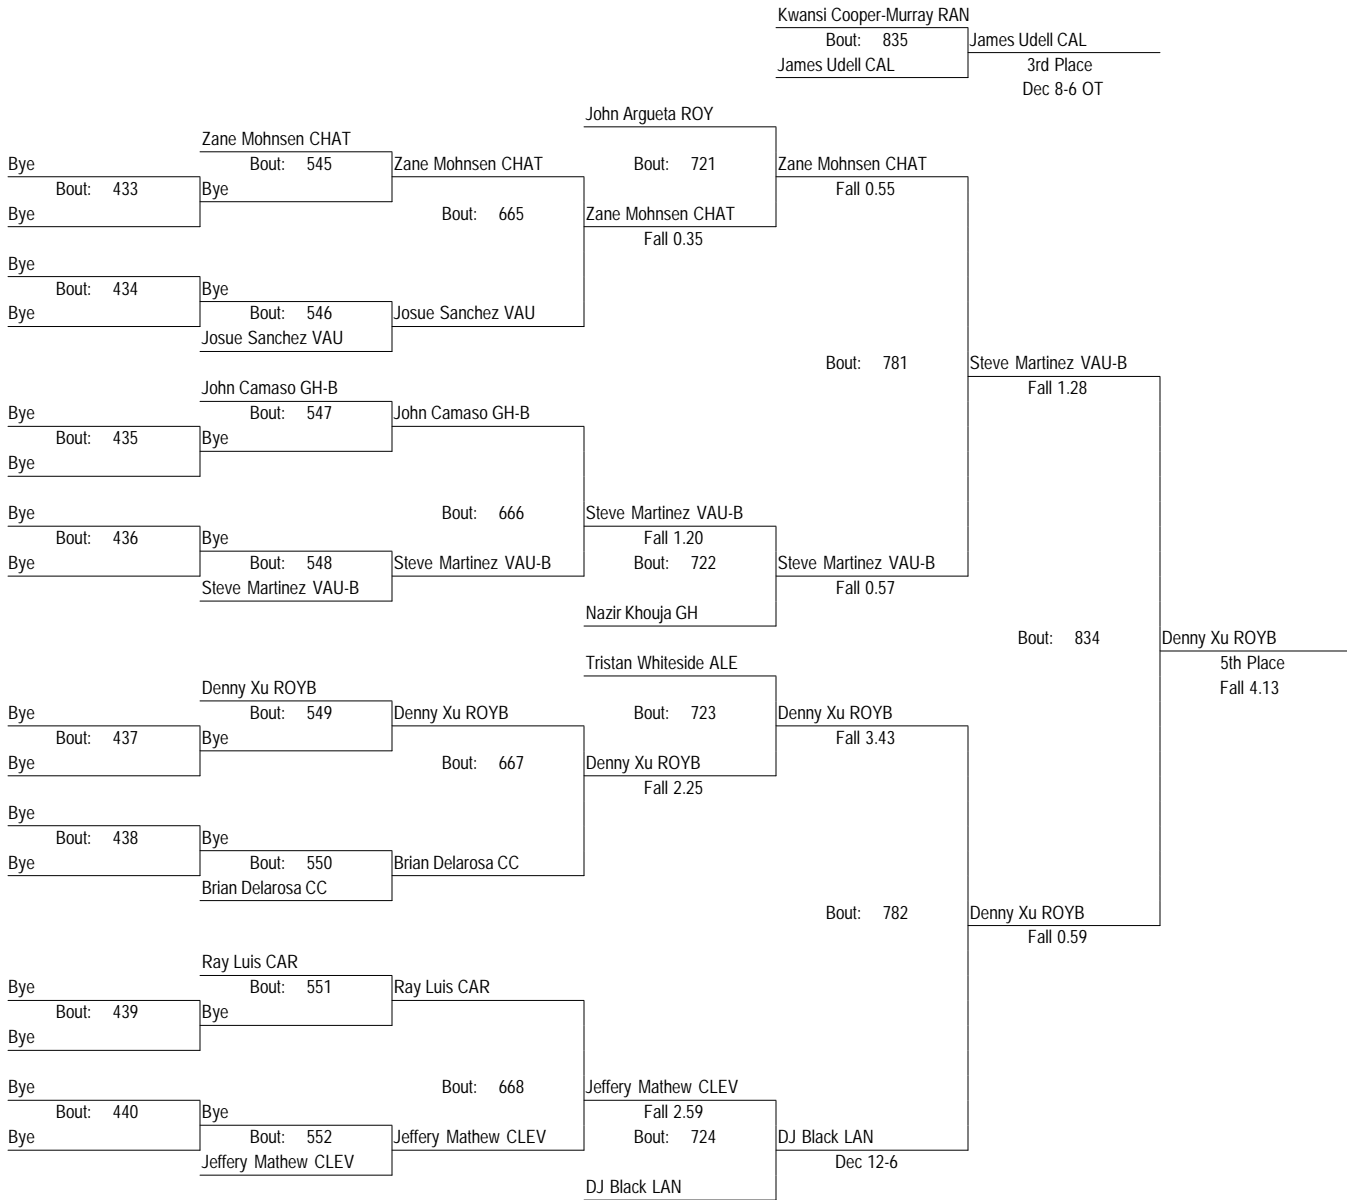 Kwansi Cooper-Murray RAN
Bout: 835
James Udell CAL
James Udell CAL
3rd Place
Dec 8-6 OT
John Argueta ROY
Zane Mohnsen CHAT
Bye
Bout: 545
Zane Mohnsen CHAT
Bout: 721
Zane Mohnsen CHAT
Bout: 433
Bye
Fall 0.55
Bye
Bout: 665
Zane Mohnsen CHAT
Fall 0.35
Bye
Bout: 434
Bye
Bye
Bout: 546
Josue Sanchez VAU
Josue Sanchez VAU
Bout: 781
Steve Martinez VAU-B
Fall 1.28
John Camaso GH-B
Bye
Bout: 547
John Camaso GH-B
Bout: 435
Bye
Bye
Bye
Bout: 666
Steve Martinez VAU-B
Bout: 436
Bye
Fall 1.20
Bye
Bout: 548
Steve Martinez VAU-B
Bout: 722
Steve Martinez VAU-B
Steve Martinez VAU-B
Fall 0.57
Nazir Khouja GH
Bout: 834
Denny Xu ROYB
5th Place
Fall 4.13
Tristan Whiteside ALE
Denny Xu ROYB
Bye
Bout: 549
Denny Xu ROYB
Bout: 723
Denny Xu ROYB
Bout: 437
Bye
Fall 3.43
Bye
Bout: 667
Denny Xu ROYB
Fall 2.25
Bye
Bout: 438
Bye
Bye
Bout: 550
Brian Delarosa CC
Brian Delarosa CC
Bout: 782
Denny Xu ROYB
Fall 0.59
Ray Luis CAR
Bye
Bout: 551
Ray Luis CAR
Bout: 439
Bye
Bye
Bye
Bout: 668
Jeffery Mathew CLEV
Bout: 440
Bye
Fall 2.59
Bye
Bout: 552
Jeffery Mathew CLEV
Bout: 724
DJ Black LAN
Jeffery Mathew CLEV
Dec 12-6
DJ Black LAN